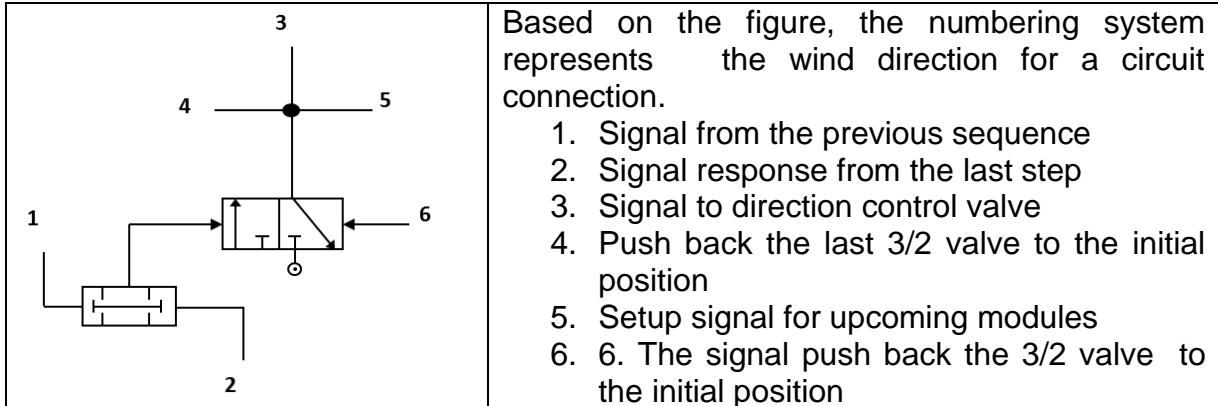 3
4
5
1
6
2
Based on the figure, the numbering system
represents the wind direction for a circuit
connection.
1. Signal from the previous sequence
2. Signal response from the last step
3. Signal to direction control valve
4. Push back the last 3/2 valve to the initial
position
5. Setup signal for upcoming modules
6. 6. The signal push back the 3/2 valve to
the initial position